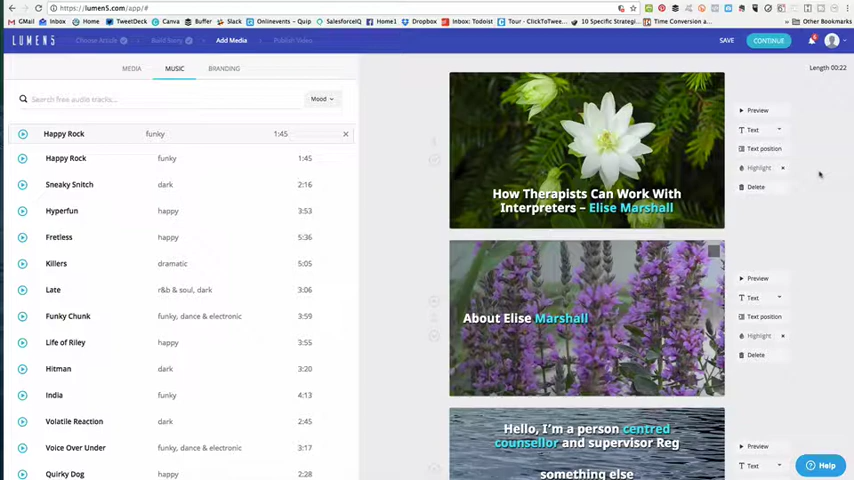 https://lumen5.com/app/#
GMail
Home
TweetDeck
Canva
Buffer
Slack
Onlinevents - Quip
SalesforceIQ
Home1
Dropbox
Inbox: Todoist
Tour - ClickToTweet...
10 Specific Strategi...
Time Conversion a...
Other Bookmarks
LUMEN5
Choose Article
Build Story
Add Media
Publish Video
SAVE
CONTINUE
MEDIA
MUSIC
BRANDING
Length 00:22
Search free audio tracks...
Mood
Happy Rock funky 1:45
Happy Rock funky 1:45
Sneaky Snitch dark 2:16
Hyperfun happy 3:53
Fretless happy 5:36
Killers dramatic 5:05
Late r&b & soul, dark 3:06
Funky Chunk funky, dance & electronic 3:59
Life of Riley happy 3:55
Hitman dark 3:20
India funky 4:13
Volatile Reaction dark 2:45
Voice Over Under funky, dance & electronic 3:17
Quirky Dog happy 2:28
How Therapists Can Work With
Interpreters – Elise Marshall
Preview
Text
Text position
Highlight
Delete
About Elise Marshall
Preview
Text
Text position
Highlight
Delete
Hello, I'm a person centred
counsellor and supervisor Reg
something else
Preview
Text
Help